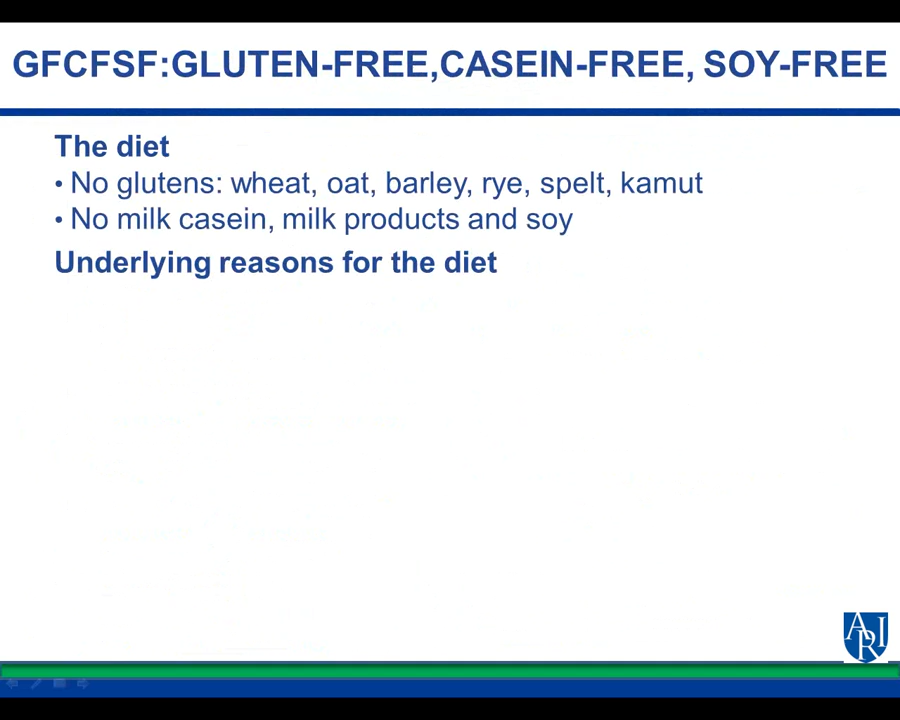 GFCFSF:GLUTEN-FREE,CASEIN-FREE, SOY-FREE
The diet
• No glutens: wheat, oat, barley, rye, spelt, kamut
• No milk casein, milk products and soy
Underlying reasons for the diet
ARI